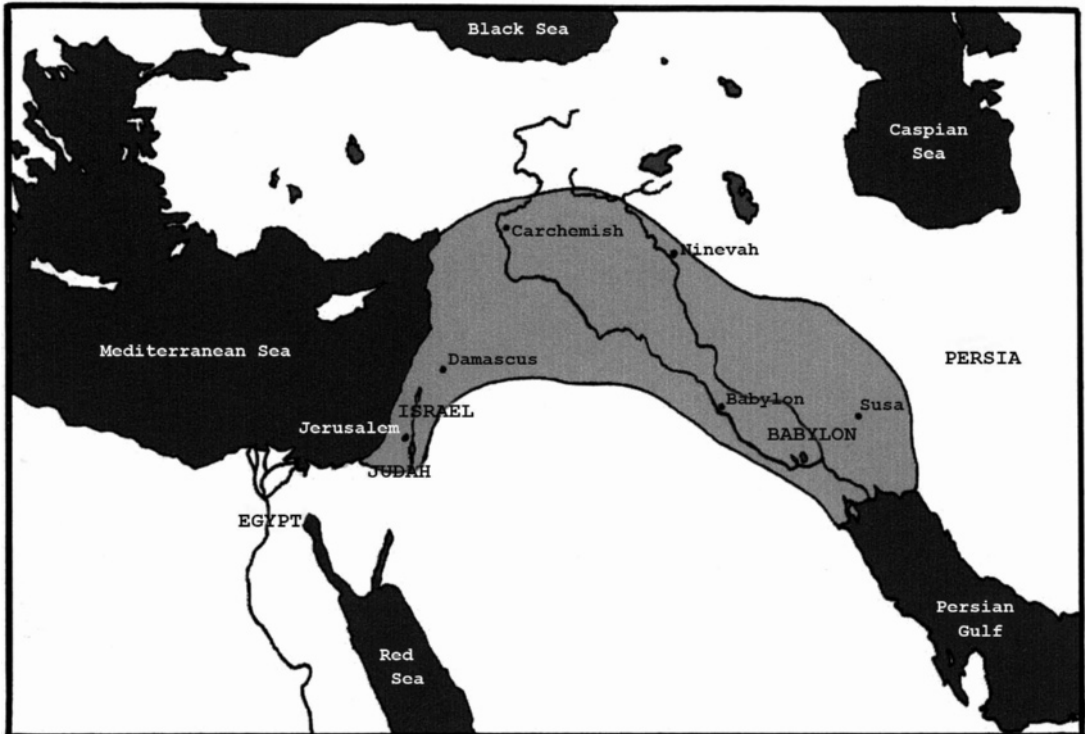 Black Sea
Caspian
Sea
Carchemish
Ninevah
Mediterranean Sea
Damascus
PERSIA
ISRAEL
Babylon
Susa
Jerusalem
BABYLON
JUDAH
EGYPT
Persian
Gulf
Red
Sea